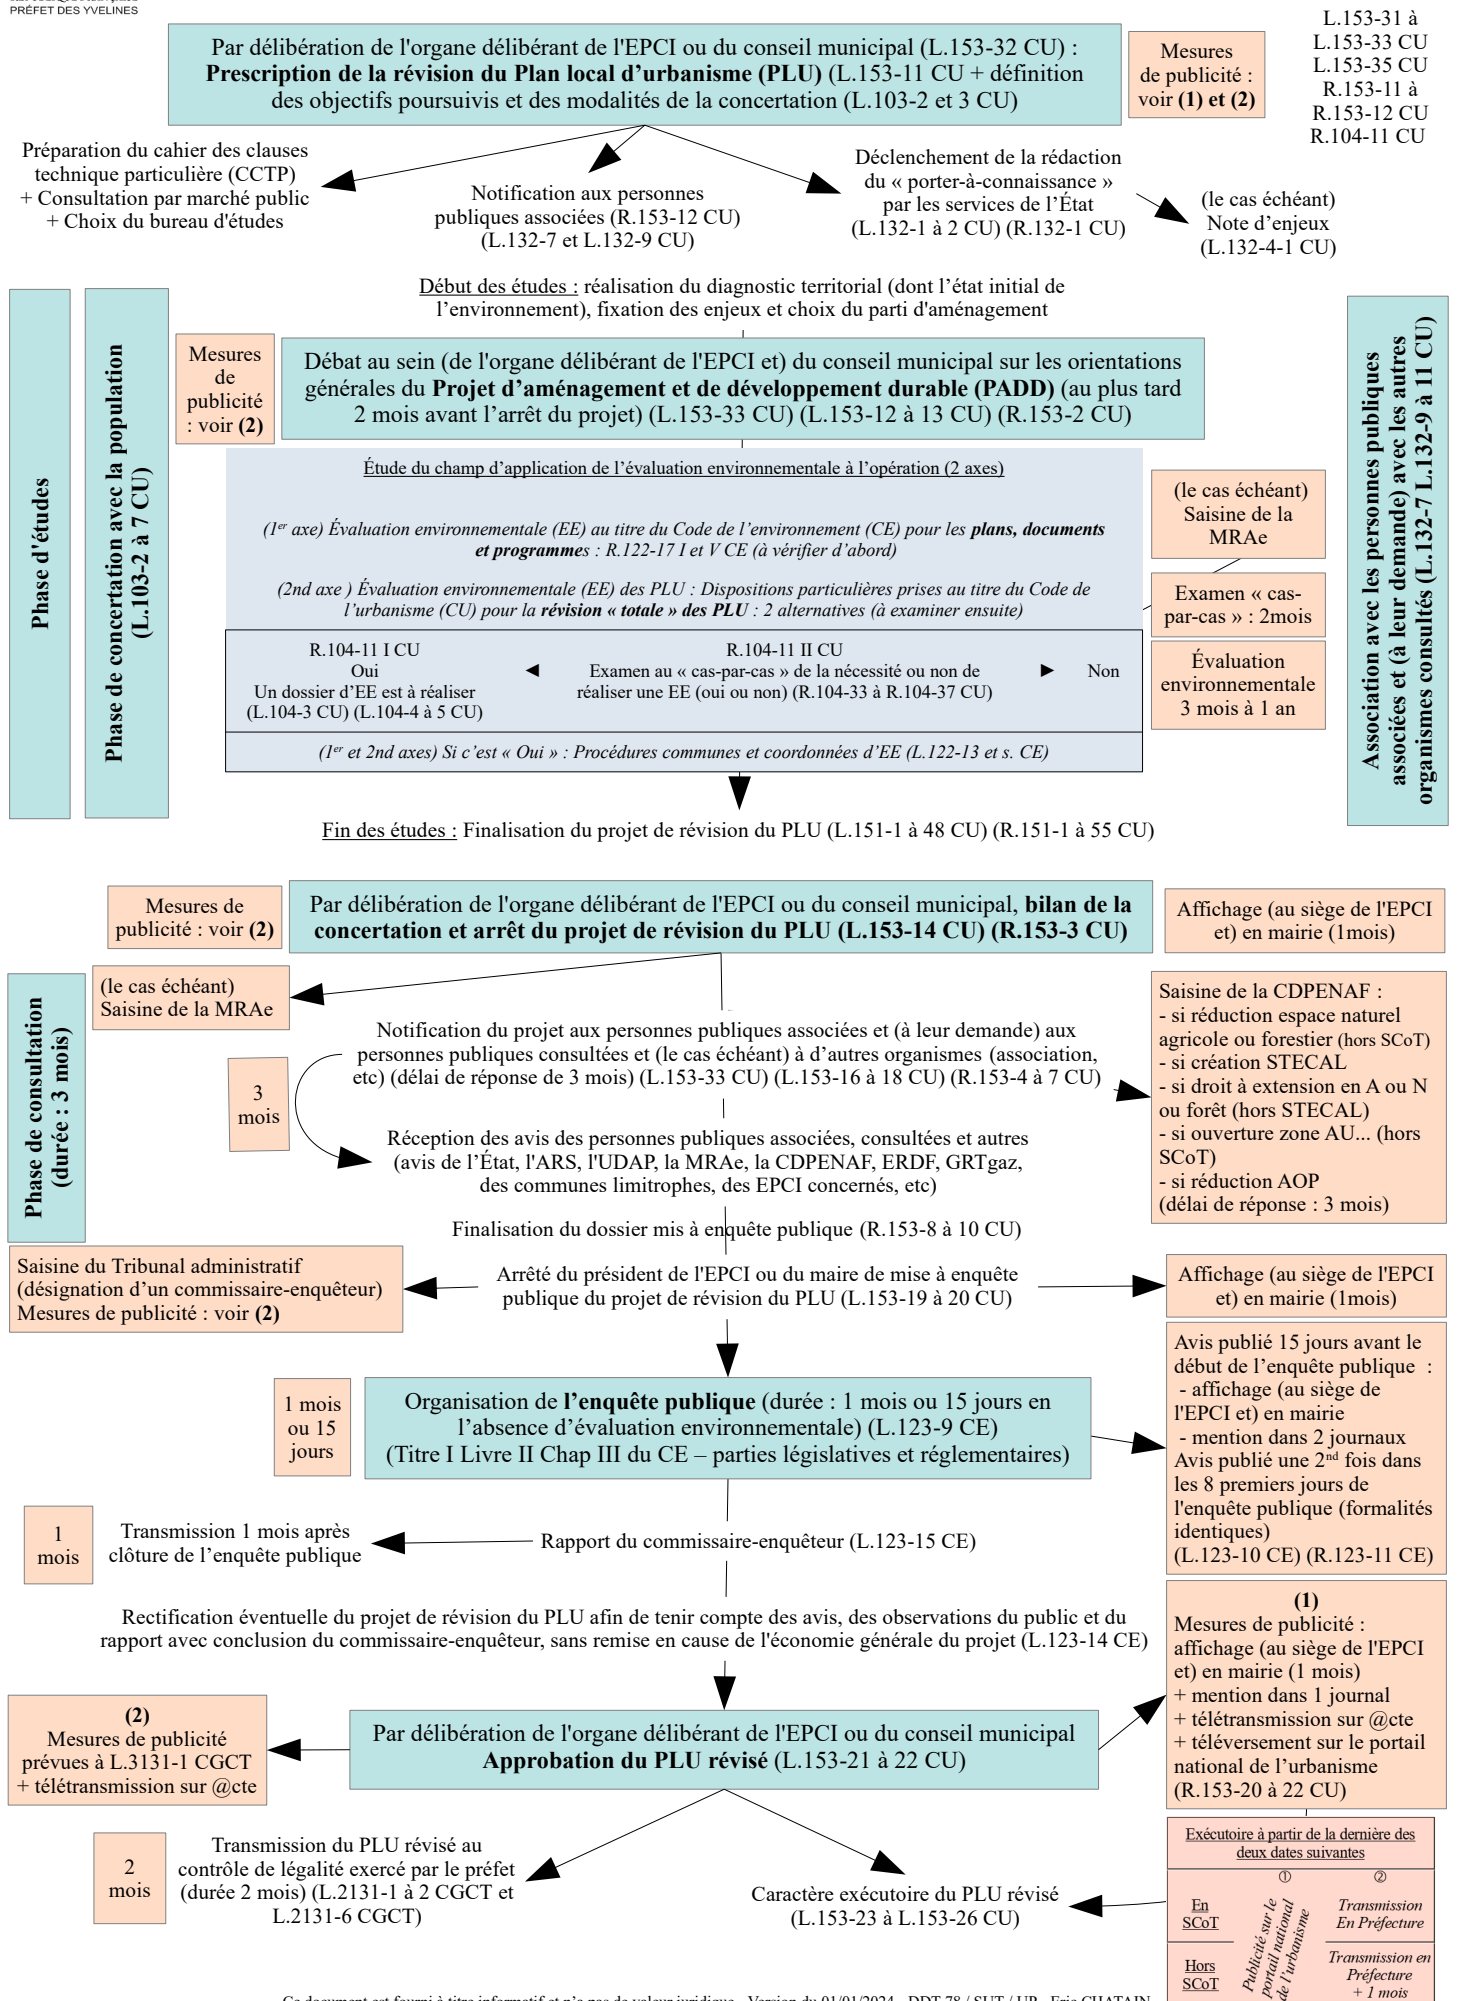 PRÉFET DES YVELINES
L.153-31 à
L.153-33 CU
L.153-35 CU
R.153-11 à
R.153-12 CU
R.104-11 CU
Par délibération de l'organe délibérant de l'EPCI ou du conseil municipal (L.153-32 CU) :
Prescription de la révision du Plan local d’urbanisme (PLU) (L.153-11 CU + définition
des objectifs poursuivis et des modalités de la concertation (L.103-2 et 3 CU)
Mesures
de publicité :
voir (1) et (2)
Préparation du cahier des clauses
technique particulière (CCTP)
+ Consultation par marché public
+ Choix du bureau d'études
Notification aux personnes
publiques associées (R.153-12 CU)
(L.132-7 et L.132-9 CU)
Déclenchement de la rédaction
du « porter-à-connaissance »
par les services de l’État
(L.132-1 à 2 CU) (R.132-1 CU)
(le cas échéant)
Note d’enjeux
(L.132-4-1 CU)
Début des études : réalisation du diagnostic territorial (dont l’état initial de
l’environnement), fixation des enjeux et choix du parti d'aménagement
Phase d'études
Phase de concertation avec la population
(L.103-2 à 7 CU)
Mesures
de
publicité
: voir (2)
Débat au sein (de l'organe délibérant de l'EPCI et) du conseil municipal sur les orientations
générales du Projet d’aménagement et de développement durable (PADD) (au plus tard
2 mois avant l’arrêt du projet) (L.153-33 CU) (L.153-12 à 13 CU) (R.153-2 CU)
Association avec les personnes publiques
associées et (à leur demande) avec les autres
organismes consultés (L.132-7 L.132-9 à 11 CU)
Étude du champ d’application de l’évaluation environnementale à l’opération (2 axes)
(1er axe) Évaluation environnementale (EE) au titre du Code de l’environnement (CE) pour les plans, documents
et programmes : R.122-17 I et V CE (à vérifier d’abord)
(2nd axe ) Évaluation environnementale (EE) des PLU : Dispositions particulières prises au titre du Code de
l’urbanisme (CU) pour la révision « totale » des PLU : 2 alternatives (à examiner ensuite)
R.104-11 I CU
Oui
Un dossier d’EE est à réaliser
(L.104-3 CU) (L.104-4 à 5 CU)
◄
R.104-11 II CU
Examen au « cas-par-cas » de la nécessité ou non de
réaliser une EE (oui ou non) (R.104-33 à R.104-37 CU)
►
Non
(1er et 2nd axes) Si c’est « Oui » : Procédures communes et coordonnées d’EE (L.122-13 et s. CE)
(le cas échéant)
Saisine de la
MRAe
Examen « cas-
par-cas » : 2mois
Évaluation
environnementale
3 mois à 1 an
Fin des études : Finalisation du projet de révision du PLU (L.151-1 à 48 CU) (R.151-1 à 55 CU)
Mesures de
publicité : voir (2)
Par délibération de l'organe délibérant de l'EPCI ou du conseil municipal, bilan de la
concertation et arrêt du projet de révision du PLU (L.153-14 CU) (R.153-3 CU)
Affichage (au siège de l'EPCI
et) en mairie (1mois)
Phase de consultation
(durée : 3 mois)
(le cas échéant)
Saisine de la MRAe
Notification du projet aux personnes publiques associées et (à leur demande) aux
personnes publiques consultées et (le cas échéant) à d’autres organismes (association,
etc) (délai de réponse de 3 mois) (L.153-33 CU) (L.153-16 à 18 CU) (R.153-4 à 7 CU)
3
mois
Saisine de la CDPENAF :
- si réduction espace naturel
agricole ou forestier (hors SCoT)
- si création STECAL
- si droit à extension en A ou N
ou forêt (hors STECAL)
- si ouverture zone AU... (hors
SCoT)
- si réduction AOP
(délai de réponse : 3 mois)
Réception des avis des personnes publiques associées, consultées et autres
(avis de l’État, l'ARS, l'UDAP, la MRAe, la CDPENAF, ERDF, GRTgaz,
des communes limitrophes, des EPCI concernés, etc)
Finalisation du dossier mis à enquête publique (R.153-8 à 10 CU)
Saisine du Tribunal administratif
(désignation d’un commissaire-enquêteur)
Mesures de publicité : voir (2)
Arrêté du président de l'EPCI ou du maire de mise à enquête
publique du projet de révision du PLU (L.153-19 à 20 CU)
Affichage (au siège de l'EPCI
et) en mairie (1mois)
1 mois
ou 15
jours
Organisation de l’enquête publique (durée : 1 mois ou 15 jours en
l’absence d’évaluation environnementale) (L.123-9 CE)
(Titre I Livre II Chap III du CE – parties législatives et réglementaires)
Avis publié 15 jours avant le
début de l’enquête publique :
- affichage (au siège de
l'EPCI et) en mairie
- mention dans 2 journaux
Avis publié une 2nd fois dans
les 8 premiers jours de
l'enquête publique (formalités
identiques)
(L.123-10 CE) (R.123-11 CE)
1
mois
Transmission 1 mois après
clôture de l’enquête publique
Rapport du commissaire-enquêteur (L.123-15 CE)
Rectification éventuelle du projet de révision du PLU afin de tenir compte des avis, des observations du public et du
rapport avec conclusion du commissaire-enquêteur, sans remise en cause de l'économie générale du projet (L.123-14 CE)
(1)
Mesures de publicité :
affichage (au siège de l'EPCI
et) en mairie (1 mois)
+ mention dans 1 journal
+ télétransmission sur @cte
+ téléversement sur le portail
national de l’urbanisme
(R.153-20 à 22 CU)
(2)
Mesures de publicité
prévues à L.3131-1 CGCT
+ télétransmission sur @cte
Par délibération de l'organe délibérant de l'EPCI ou du conseil municipal
Approbation du PLU révisé (L.153-21 à 22 CU)
2
mois
Transmission du PLU révisé au
contrôle de légalité exercé par le préfet
(durée 2 mois) (L.2131-1 à 2 CGCT et
L.2131-6 CGCT)
Caractère exécutoire du PLU révisé
(L.153-23 à L.153-26 CU)
Exécutoire à partir de la dernière des
deux dates suivantes
① ②
En
SCoT
Publicité sur le
portail national
de l’urbanisme
Transmission
En Préfecture
Hors
SCoT
Transmission en
Préfecture
+ 1 mois
Ce document est fourni à titre informatif et n’a pas de valeur juridique - Version du 01/01/2024 - DDT 78 / SUT / UP - Eric CHATAIN